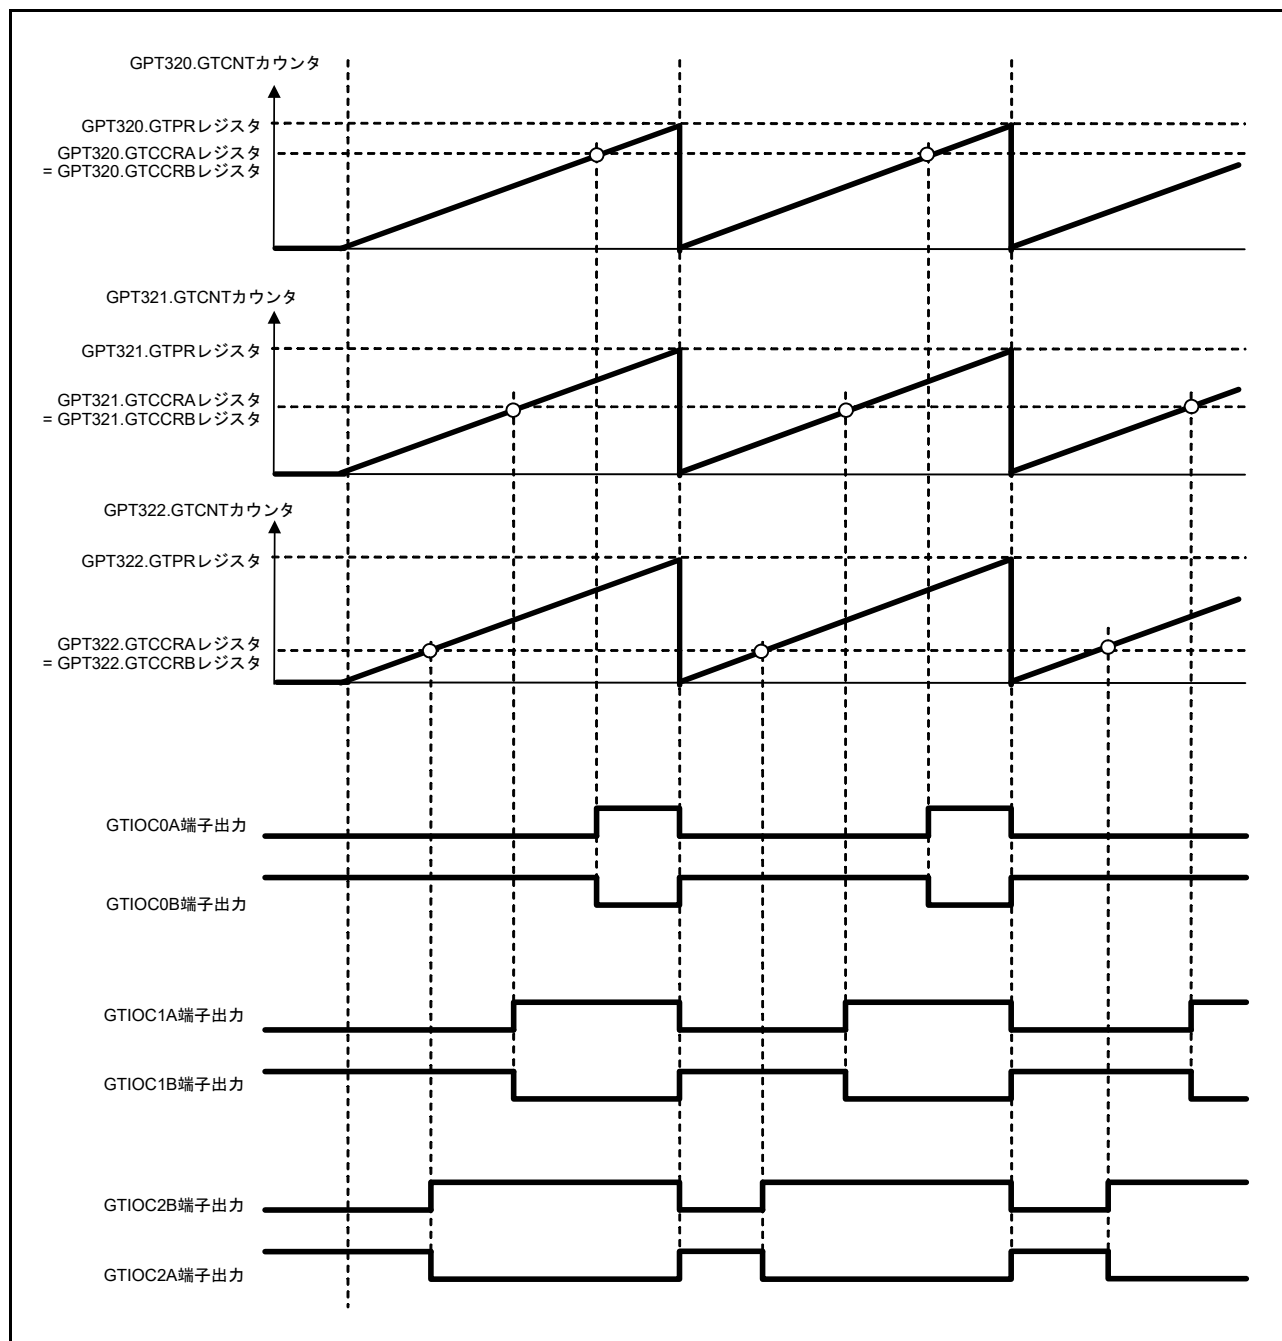 GPT320.GTCNTカウンタ
GPT320.GTPRレジスタ
GPT320.GTCCRAレジスタ
= GPT320.GTCCRBレジスタ
GPT321.GTCNTカウンタ
GPT321.GTPRレジスタ
GPT321.GTCCRAレジスタ
= GPT321.GTCCRBレジスタ
GPT322.GTCNTカウンタ
GPT322.GTPRレジスタ
GPT322.GTCCRAレジスタ
= GPT322.GTCCRBレジスタ
GTIOC0A端子出力
GTIOC0B端子出力
GTIOC1A端子出力
GTIOC1B端子出力
GTIOC2B端子出力
GTIOC2A端子出力